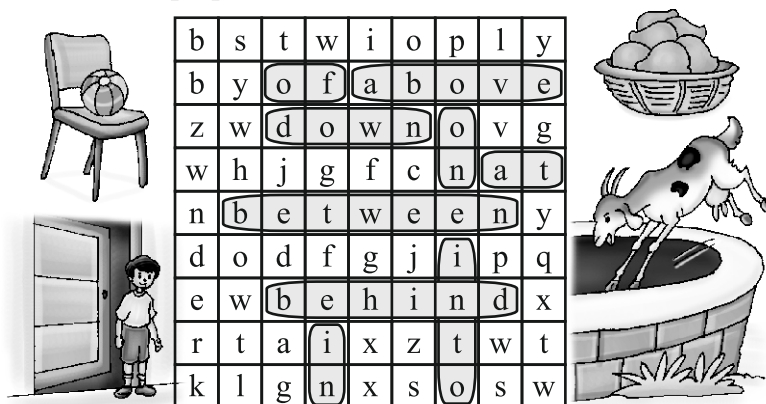 b s t w i o p l y
b y o f a b o v e
z w d o w n o v g
w h j g f c n a t
n b e t w e e n y
d o d f g j i p q
e w b e h i n d x
r t a i x z t w t
k l g n x s o s w